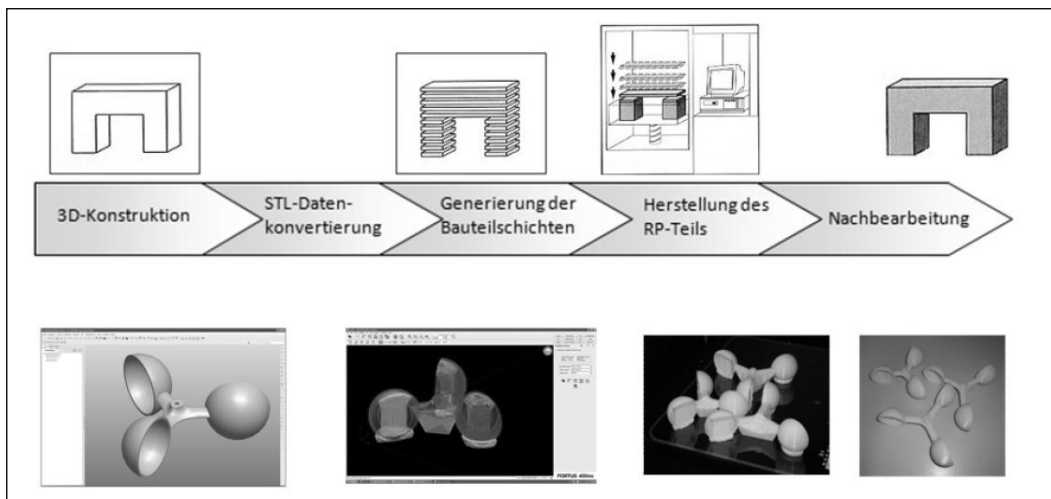 3D-Konstruktion
STL-Daten-
konvertierung
Generierung der
Bauteilschichten
Herstellung des
RP-Teils
Nachbearbeitung
FORTUS 400mc